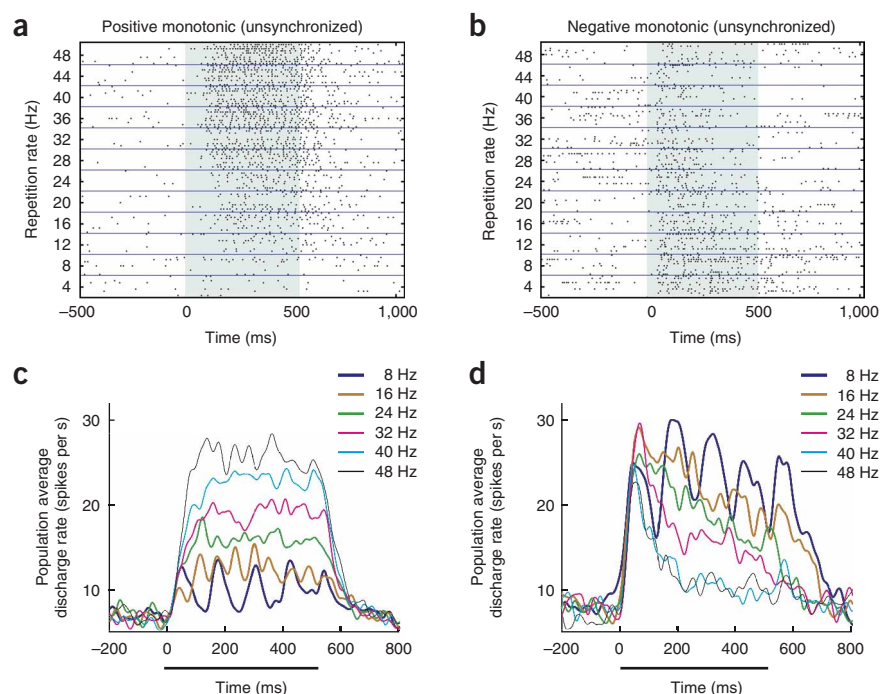 a
Positive monotonic (unsynchronized)
Repetition rate (Hz)
48
44
40
36
32
28
24
20
16
12
8
4
–500
0
500
1,000
Time (ms)
b
Negative monotonic (unsynchronized)
Repetition rate (Hz)
48
44
40
36
32
28
24
20
16
12
8
4
–500
0
500
1,000
Time (ms)
c
8 Hz
16 Hz
24 Hz
32 Hz
40 Hz
48 Hz
Population average
discharge rate (spikes per s)
30
20
10
–200
0
200
400
600
800
Time (ms)
d
8 Hz
16 Hz
24 Hz
32 Hz
40 Hz
48 Hz
Population average
discharge rate (spikes per s)
30
20
10
–200
0
200
400
600
800
Time (ms)